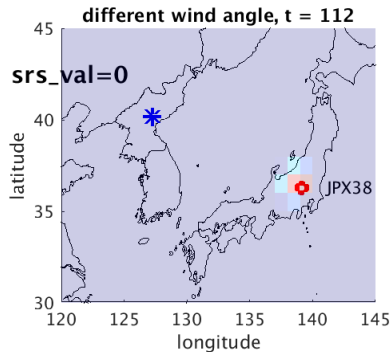 different wind angle, t = 112
45
srs_val=0
40
latitude
JPX38
35
30
120 125 130 135 140 145
longitude